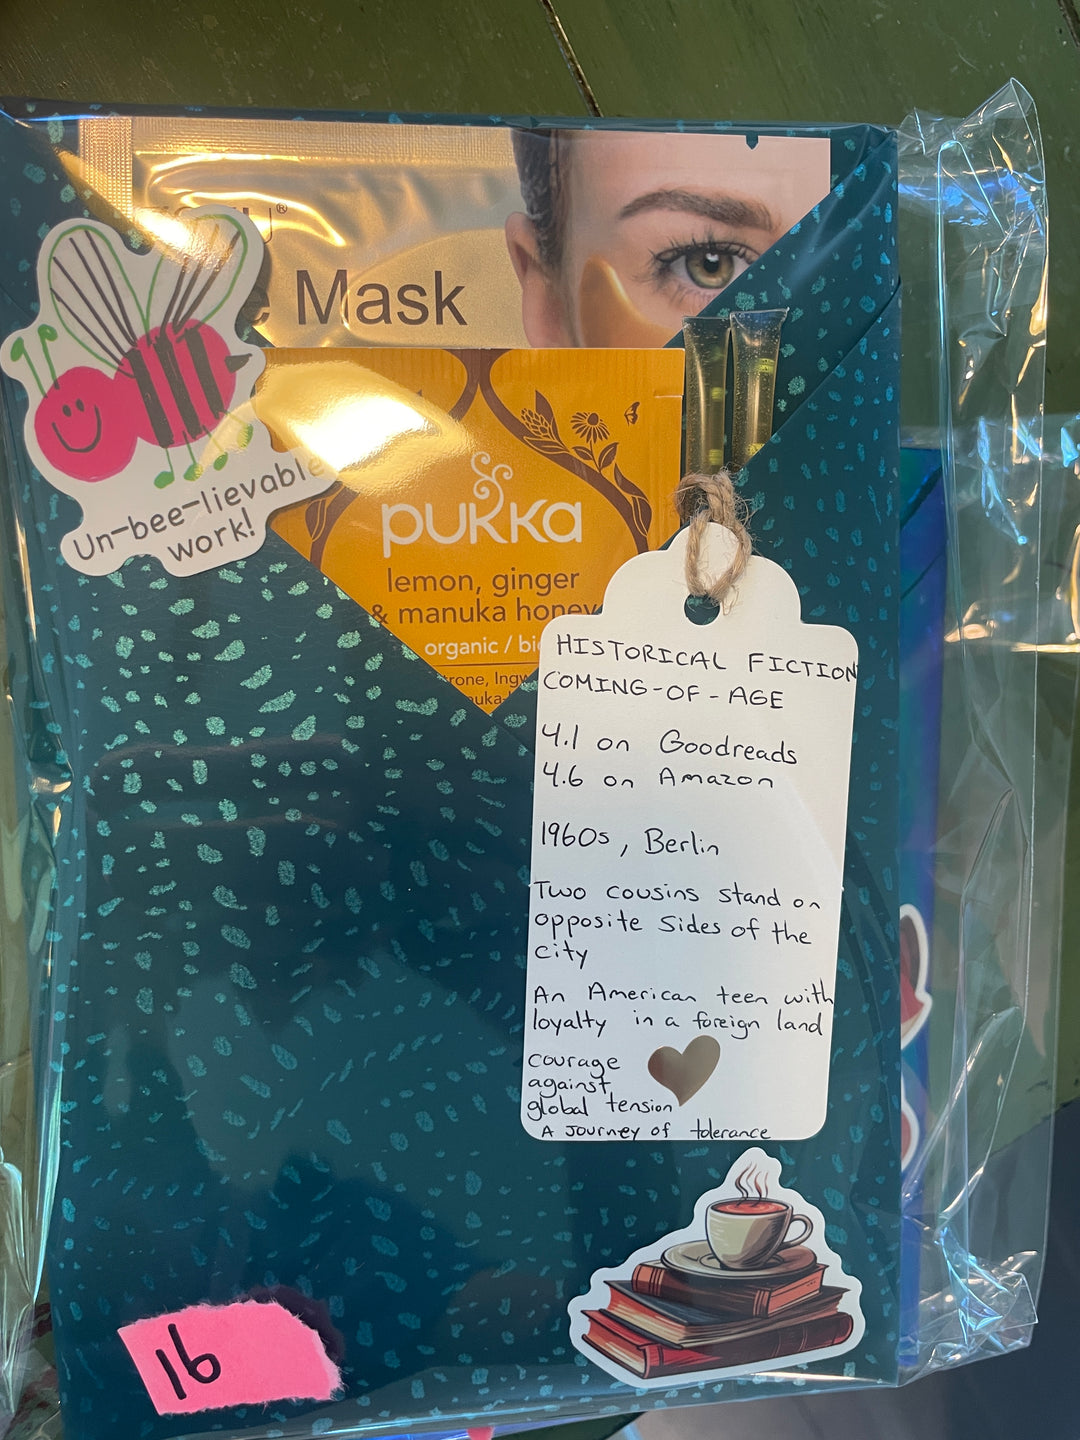 Mask
Un-bee-lievable
work!
pukka
lemon, ginger
& manuka honey
organic / bi
HISTORICAL FICTION
COMING-OF-AGE
4.1 on Goodreads
4.6 on Amazon
1960s, Berlin
Two cousins stand on
opposite sides of the
city
An American teen with
loyalty in a foreign land
courage
against
global tension
A Journey of tolerance
16